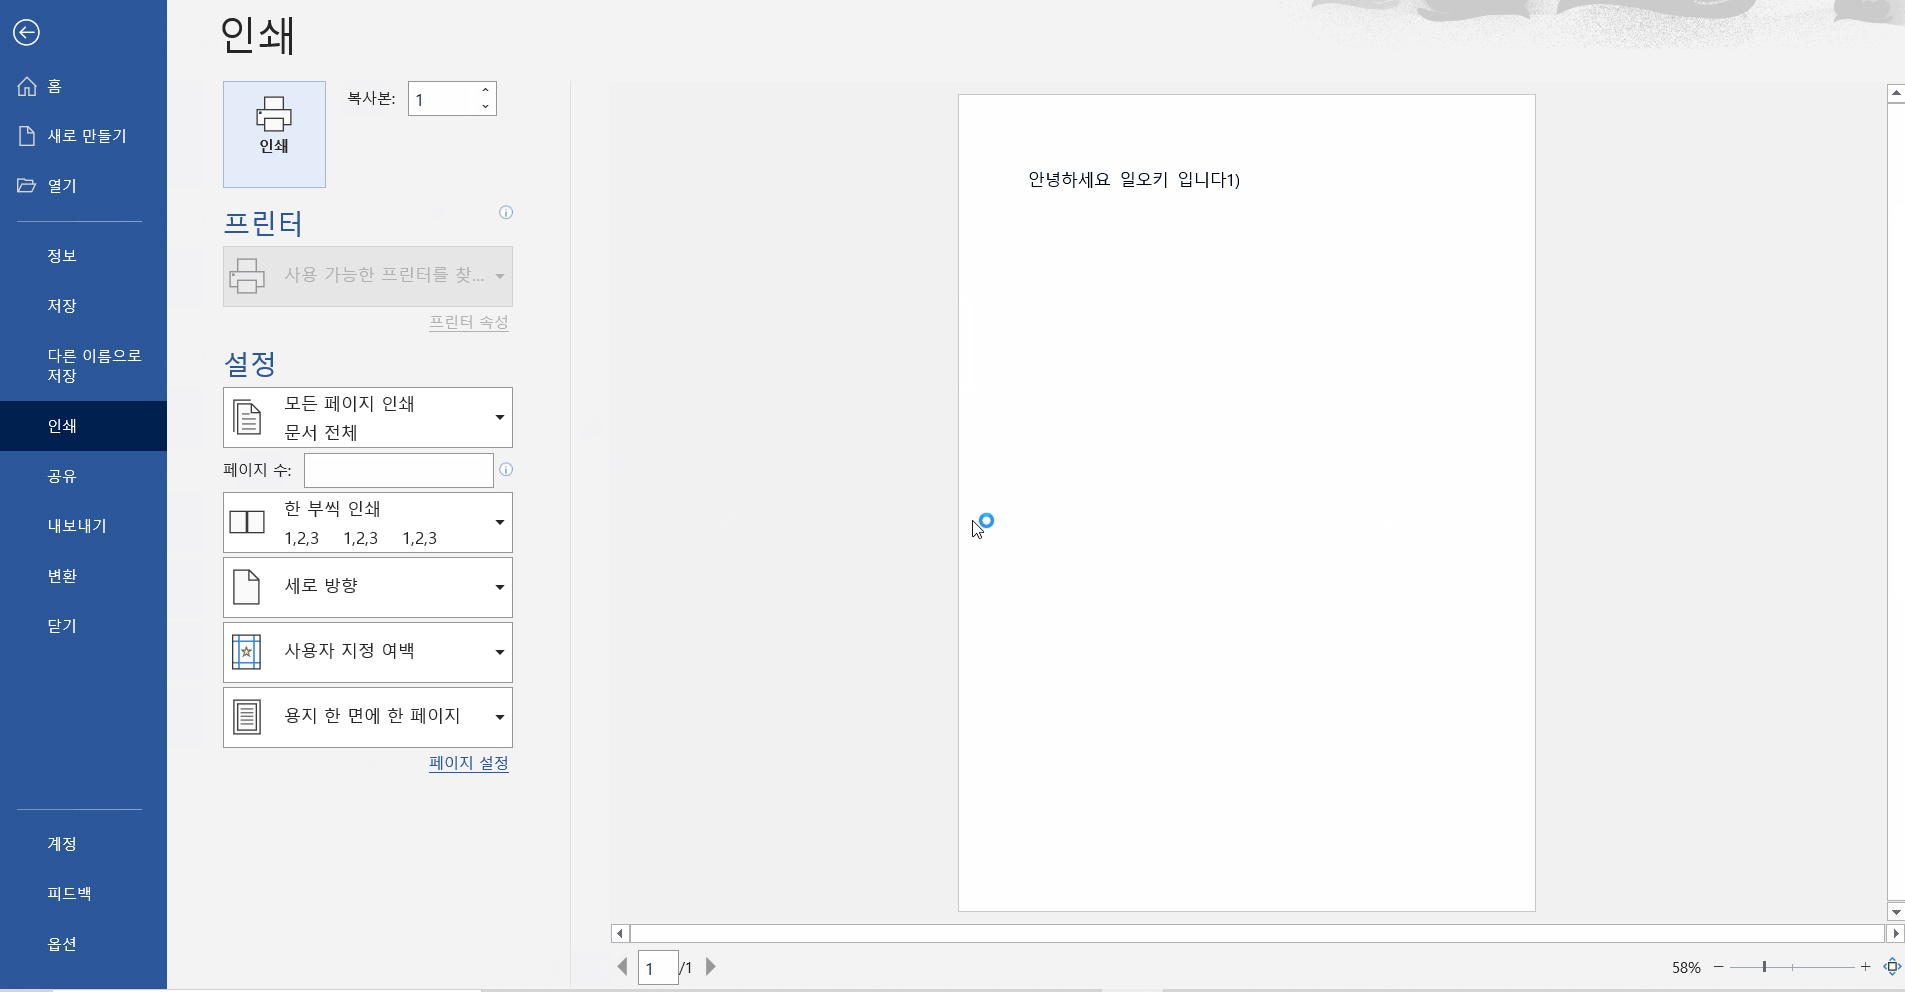 인쇄
홈
새로 만들기
열기
정보
저장
다른 이름으로
저장
인쇄
공유
내보내기
변환
닫기
계정
피드백
옵션
인쇄
복사본: 1
프린터
사용 가능한 프린터를 찾...
프린터 속성
설정
모든 페이지 인쇄
문서 전체
페이지 수:
한 부씩 인쇄
1,2,3 1,2,3 1,2,3
세로 방향
사용자 지정 여백
용지 한 면에 한 페이지
페이지 설정
안녕하세요 일오키 입니다1)
1 /1
58%